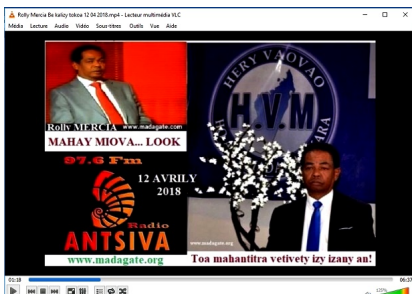 Rolly Mercia Be kalizy tokoa 12 04 2018.mp4 - Lecteur multimédia VLC
Média Lecture Audio Vidéo Sous-titres Outils Vue Aide
Rolly MERCIA www.madagate.com
MAHAY MIOVA... LOOK
97.6 Fm
12 AVRILY
2018
Radio
ANTSIVA
www.madagate.org
HERY VAOVAO
H.V.M
www.madagate.org
Toa mahantitra vetivety izy izany an!
01:18
06:37
125%